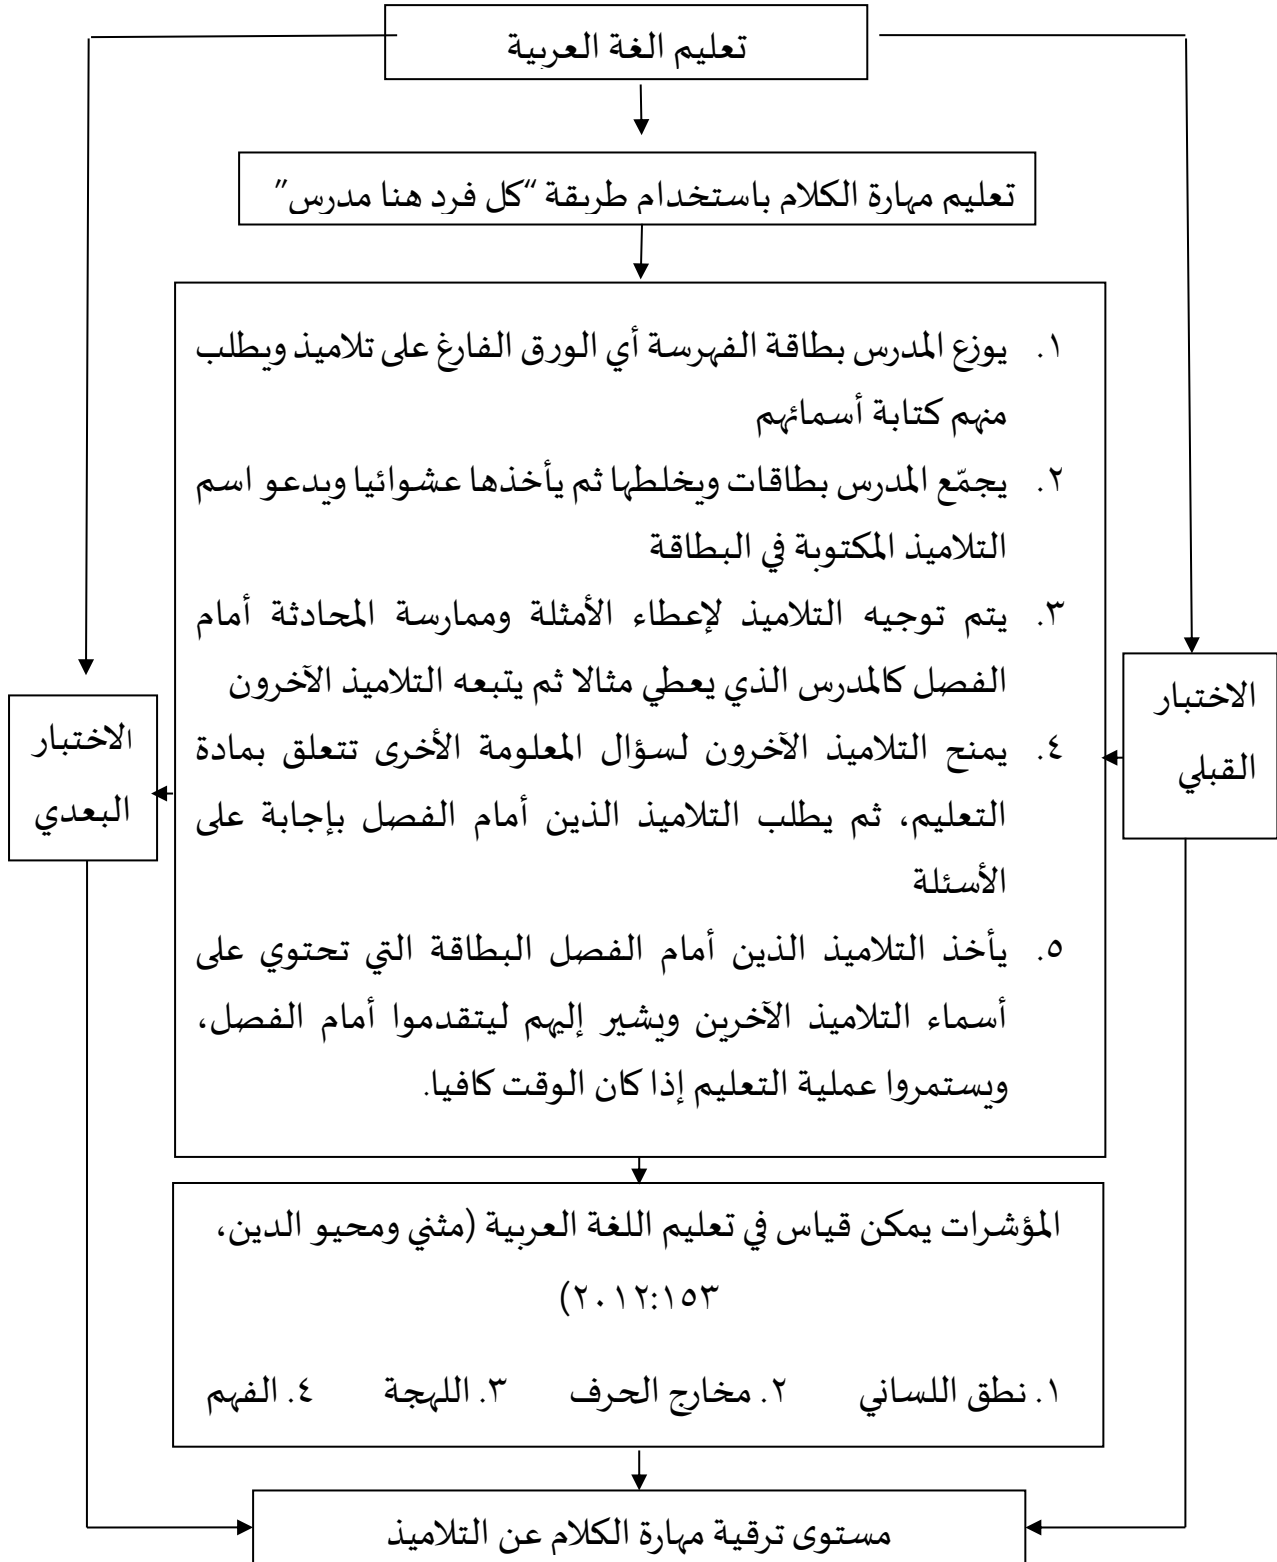 تعليم الغة العربية
تعليم مهارة الكلام باستخدام طريقة “كل فرد هنا مدرس”
١. يوزع المدرس بطاقة الفهرسة أي الورق الفارغ على تلاميذ ويطلب
منهم كتابة أسمائهم
٢. يجمّع المدرس بطاقات ويخلطها ثم يأخذها عشوائيا ويدعو اسم
التلاميذ المكتوبة في البطاقة
٣. يتم توجيه التلاميذ لإعطاء الأمثلة وممارسة المحادثة أمام
الفصل كالمدرس الذي يعطي مثالا ثم يتبعه التلاميذ الآخرون
٤. يمنح التلاميذ الآخرون لسؤال المعلومة الأخرى تتعلق بمادة
التعليم، ثم يطلب التلاميذ الذين أمام الفصل بإجابة على
الأسئلة
٥. يأخذ التلاميذ الذين أمام الفصل البطاقة التي تحتوي على
أسماء التلاميذ الآخرين ويشير إليهم ليتقدموا أمام الفصل،
ويستمروا عملية التعليم إذا كان الوقت كافيا.
الاختبار
القبلي
الاختبار
البعدي
المؤشرات يمكن قياس في تعليم اللغة العربية (مثني ومحيو الدين،
٢٠١٢:١٥٣)
١. نطق اللساني ٢. مخارج الحرف ٣. اللهجة ٤. الفهم
مستوى ترقية مهارة الكلام عن التلاميذ